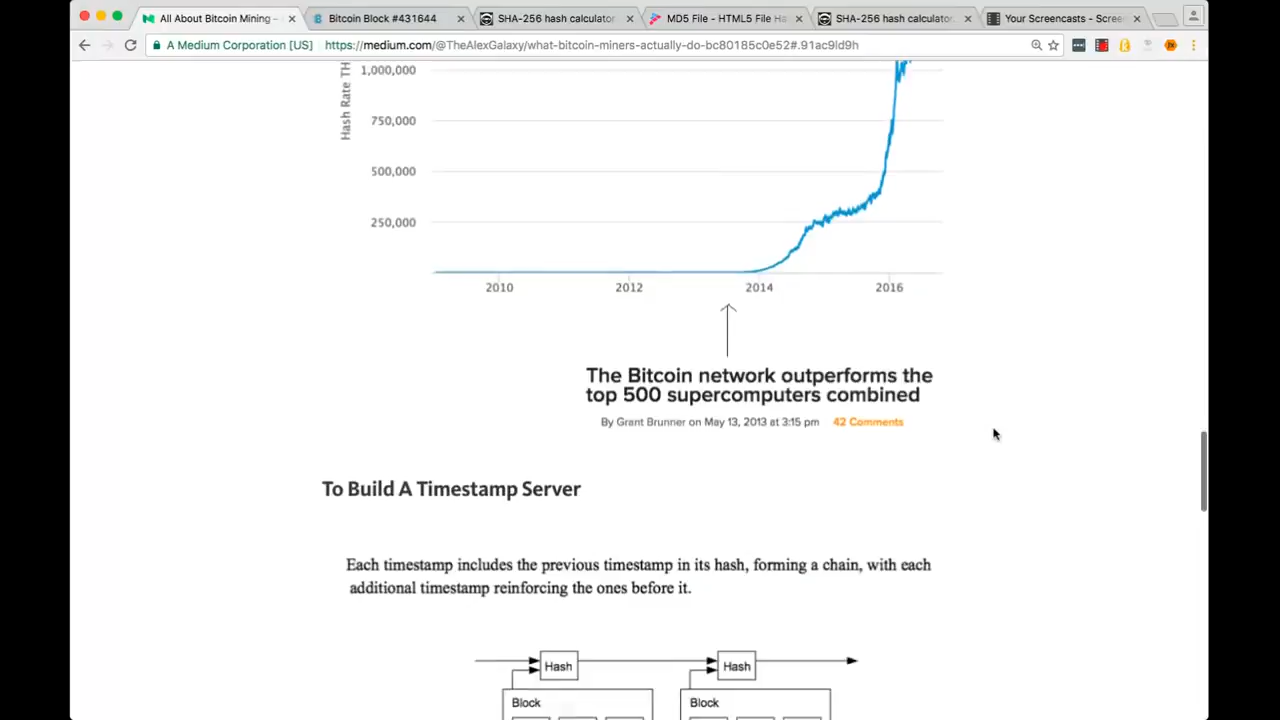 All About Bitcoin Mining -
Bitcoin Block #431644
SHA-256 hash calculator
MD5 File - HTML5 File Ha
SHA-256 hash calculator
Your Screencasts - Scree
A Medium Corporation [US]
https://medium.com/@TheAlexGalaxy/what-bitcoin-miners-actually-do-bc80185c0e52#.91ac9ld9h
Hash Rate TH
1,000,000
750,000
500,000
250,000
2010
2012
2014
2016
The Bitcoin network outperforms the
top 500 supercomputers combined
By Grant Brunner on May 13, 2013 at 3:15 pm
42 Comments
To Build A Timestamp Server
Each timestamp includes the previous timestamp in its hash, forming a chain, with each
additional timestamp reinforcing the ones before it.
Hash
Hash
Block
Block